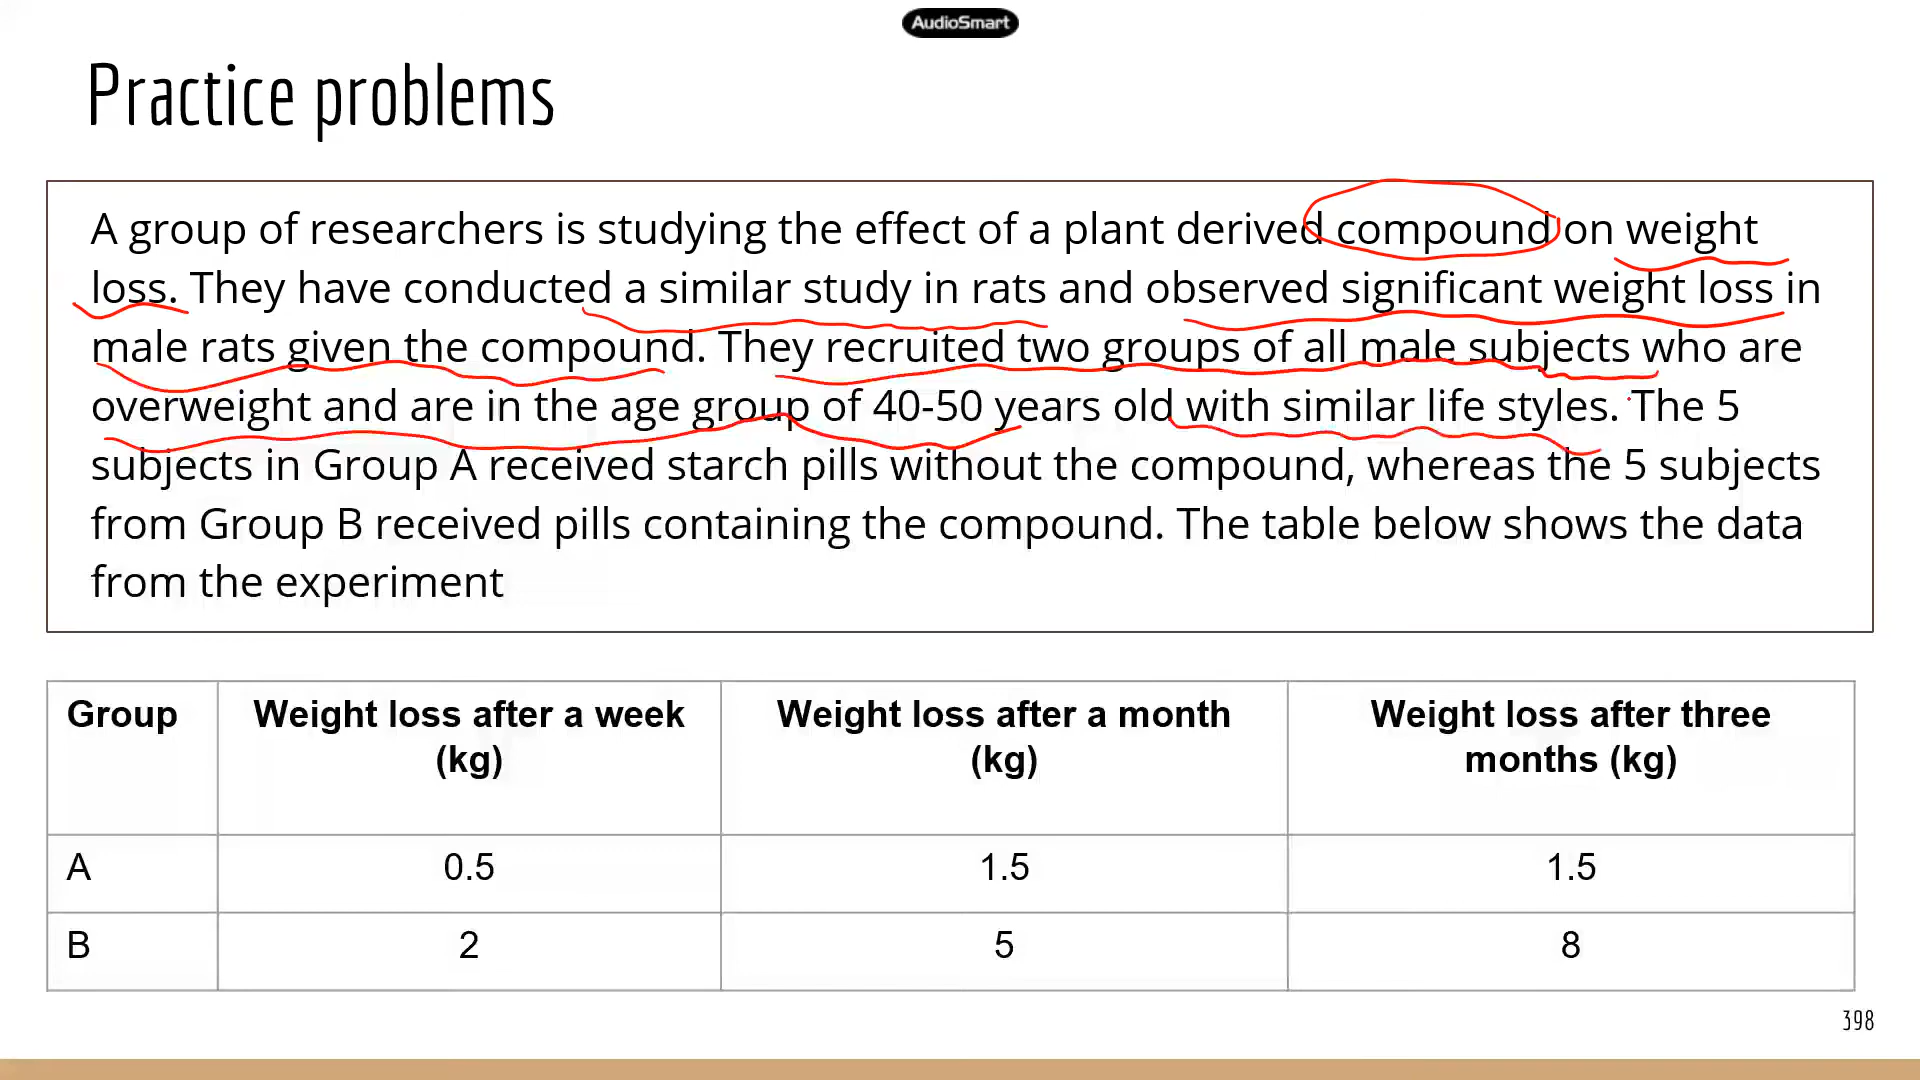 AudioSmart
Practice problems
A group of researchers is studying the effect of a plant derived compound on weight
loss. They have conducted a similar study in rats and observed significant weight loss in
male rats given the compound. They recruited two groups of all male subjects who are
overweight and are in the age group of 40-50 years old with similar life styles. The 5
subjects in Group A received starch pills without the compound, whereas the 5 subjects
from Group B received pills containing the compound. The table below shows the data
from the experiment
Group Weight loss after a week (kg) Weight loss after a month (kg) Weight loss after three months (kg)
A 0.5 1.5 1.5
B 2 5 8
398